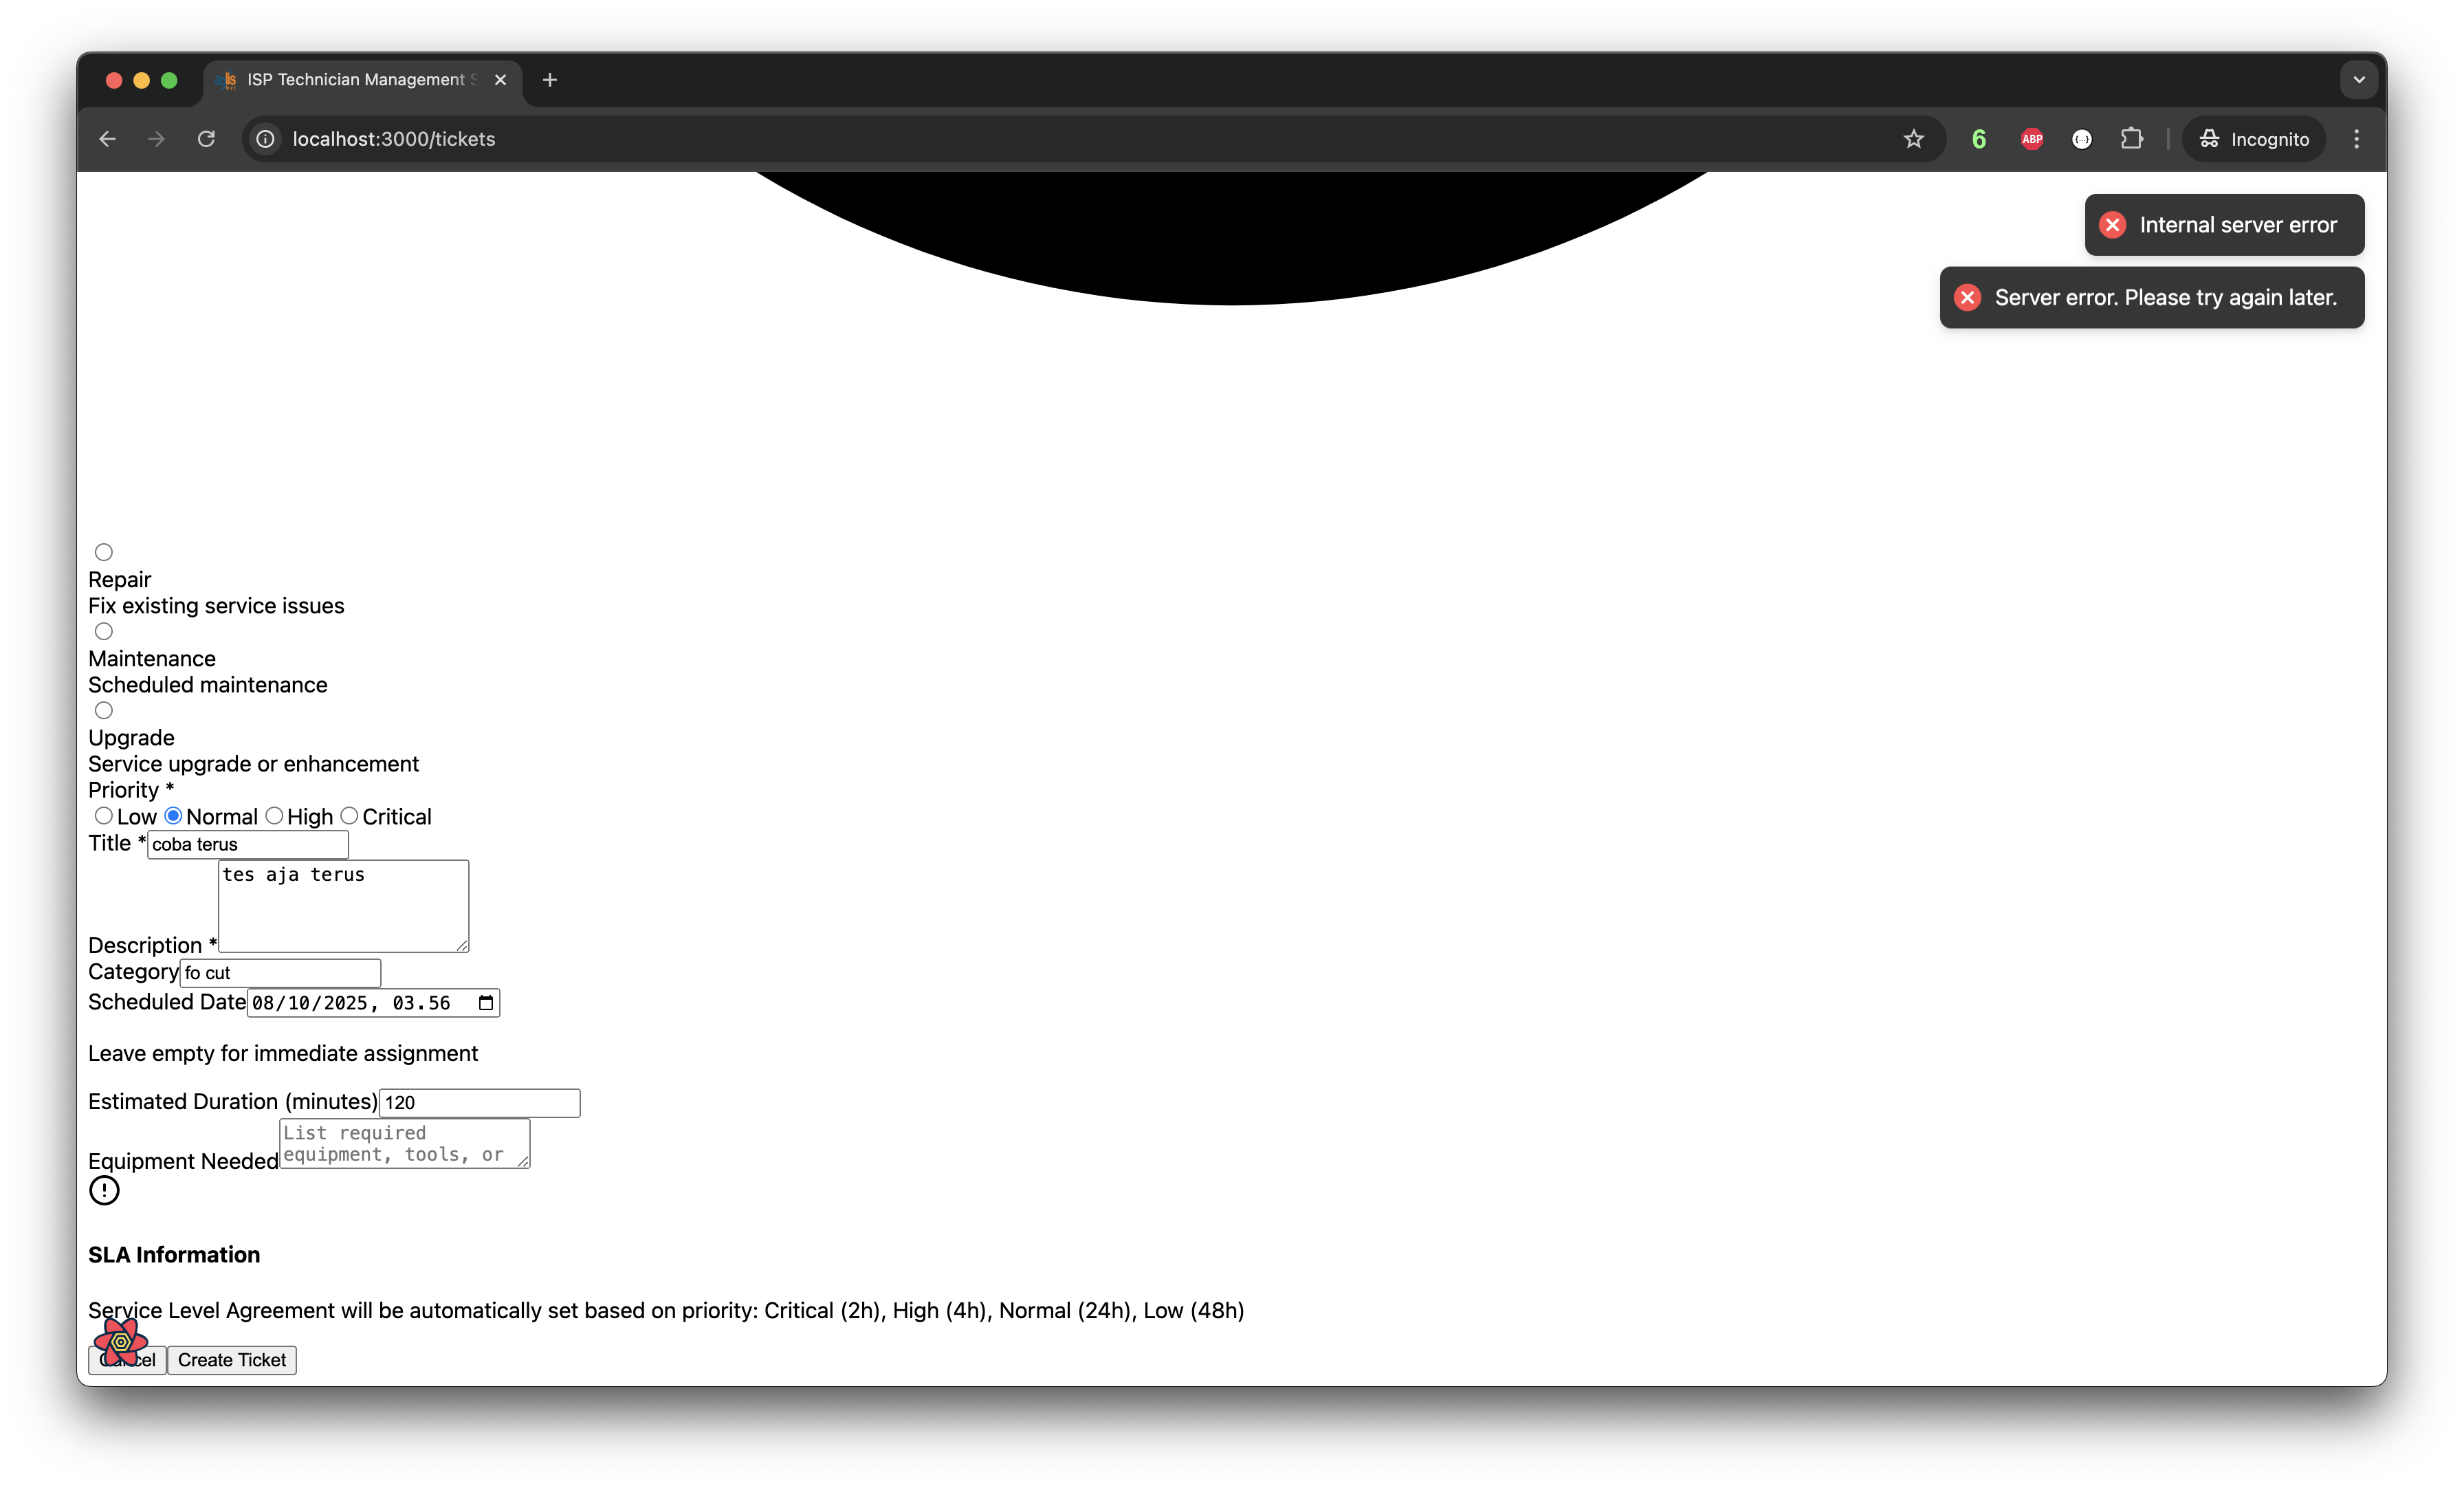 ISP Technician Management
localhost:3000/tickets
6
ABP
Incognito
Internal server error
Server error. Please try again later.
Repair
Fix existing service issues
Maintenance
Scheduled maintenance
Upgrade
Service upgrade or enhancement
Priority *
Low Normal High Critical
Title * coba terus
tes aja terus
Description *
Category fo cut
Scheduled Date 08/10/2025, 03.56
Leave empty for immediate assignment
Estimated Duration (minutes) 120
List required
equipment, tools, or
Equipment Needed
SLA Information
Service Level Agreement will be automatically set based on priority: Critical (2h), High (4h), Normal (24h), Low (48h)
Cancel Create Ticket